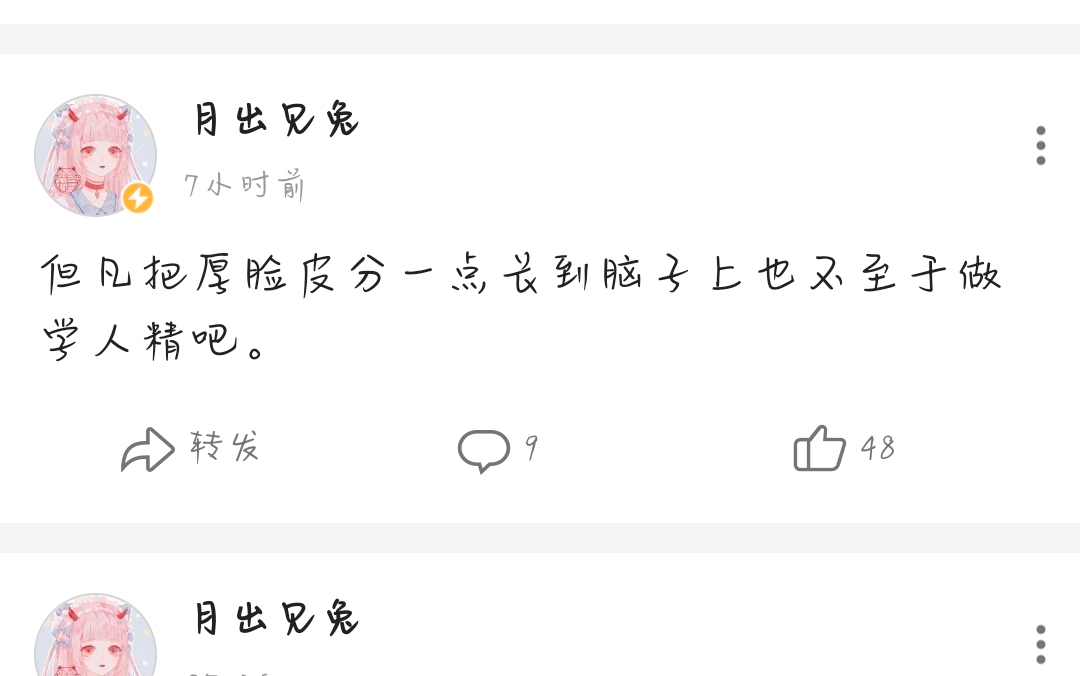 月出见兔
7小时前
但凡把厚脸皮分一点长到脑子上也不至于做
学人精吧。
转发 9 48
月出见兔